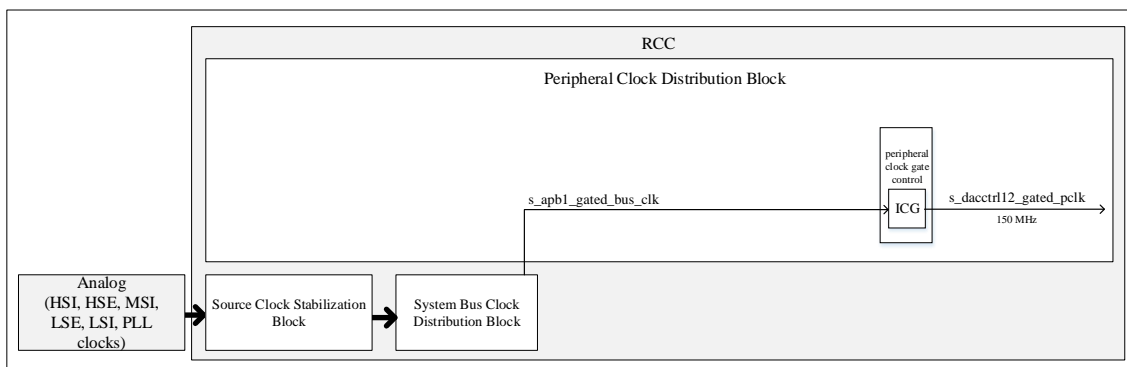 RCC
Peripheral Clock Distribution Block
peripheral
clock gate
control
s_apb1_gated_bus_clk
ICG
s_dacctrl12_gated_pclk
150 MHz
Analog
(HSI, HSE, MSI,
LSE, LSI, PLL
clocks)
Source Clock Stabilization
Block
System Bus Clock
Distribution Block